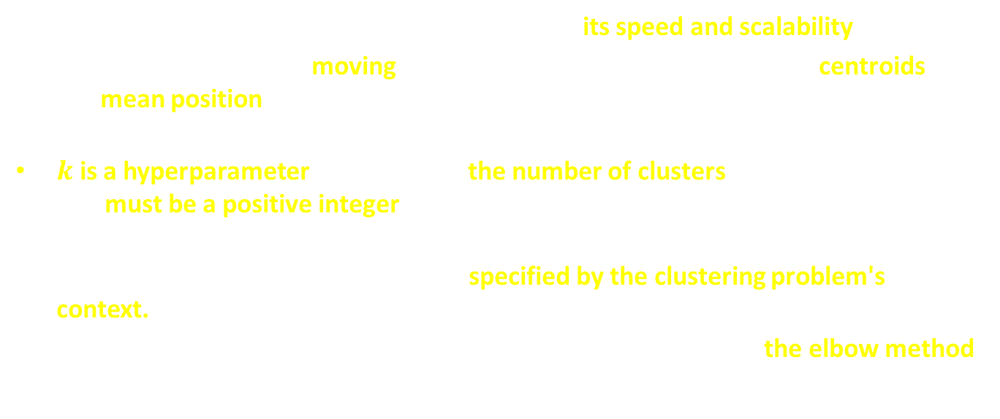 its speed and scalability
moving centroids
mean position
• k is a hyperparameter the number of clusters
must be a positive integer
specified by the clustering problem's
context.
the elbow method